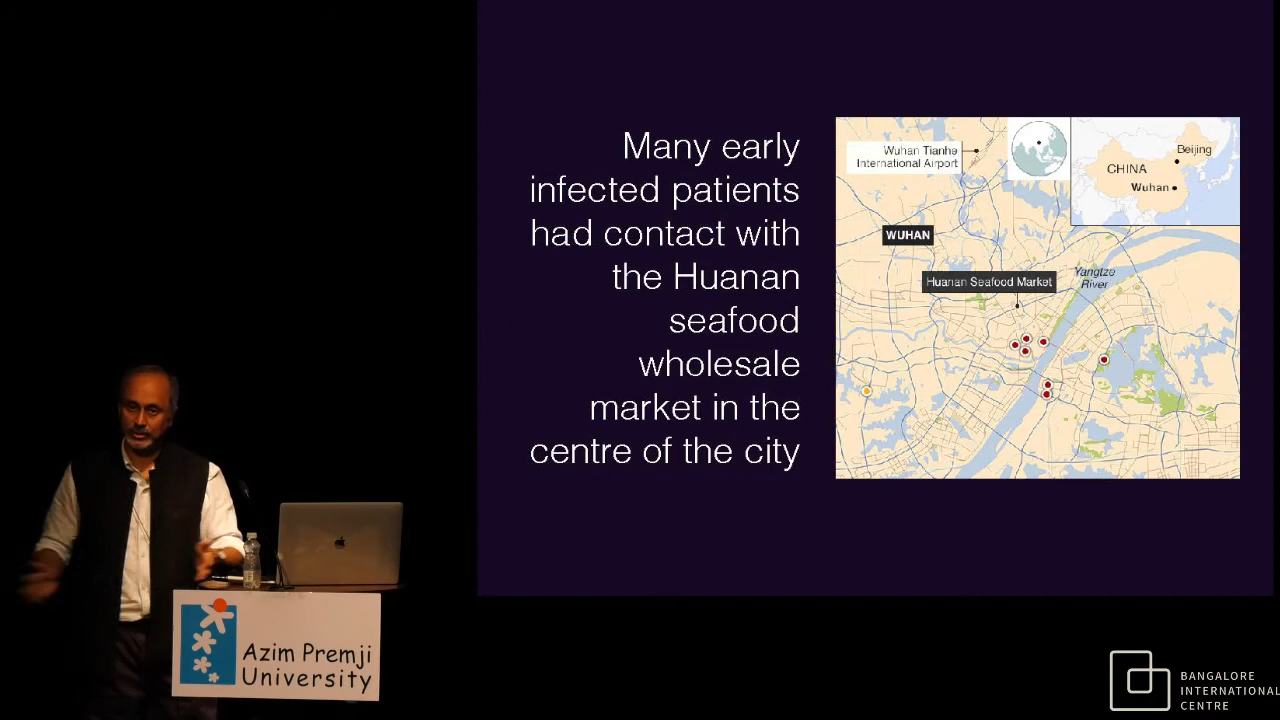 Many early
infected patients
had contact with
the Huanan
seafood
wholesale
market in the
centre of the city
Wuhan Tianhe
International Airport
Beijing
CHINA
Wuhan
WUHAN
Huanan Seafood Market
Yangtze
River
Azim Premji
University
BANGALORE
INTERNATIONAL
CENTRE